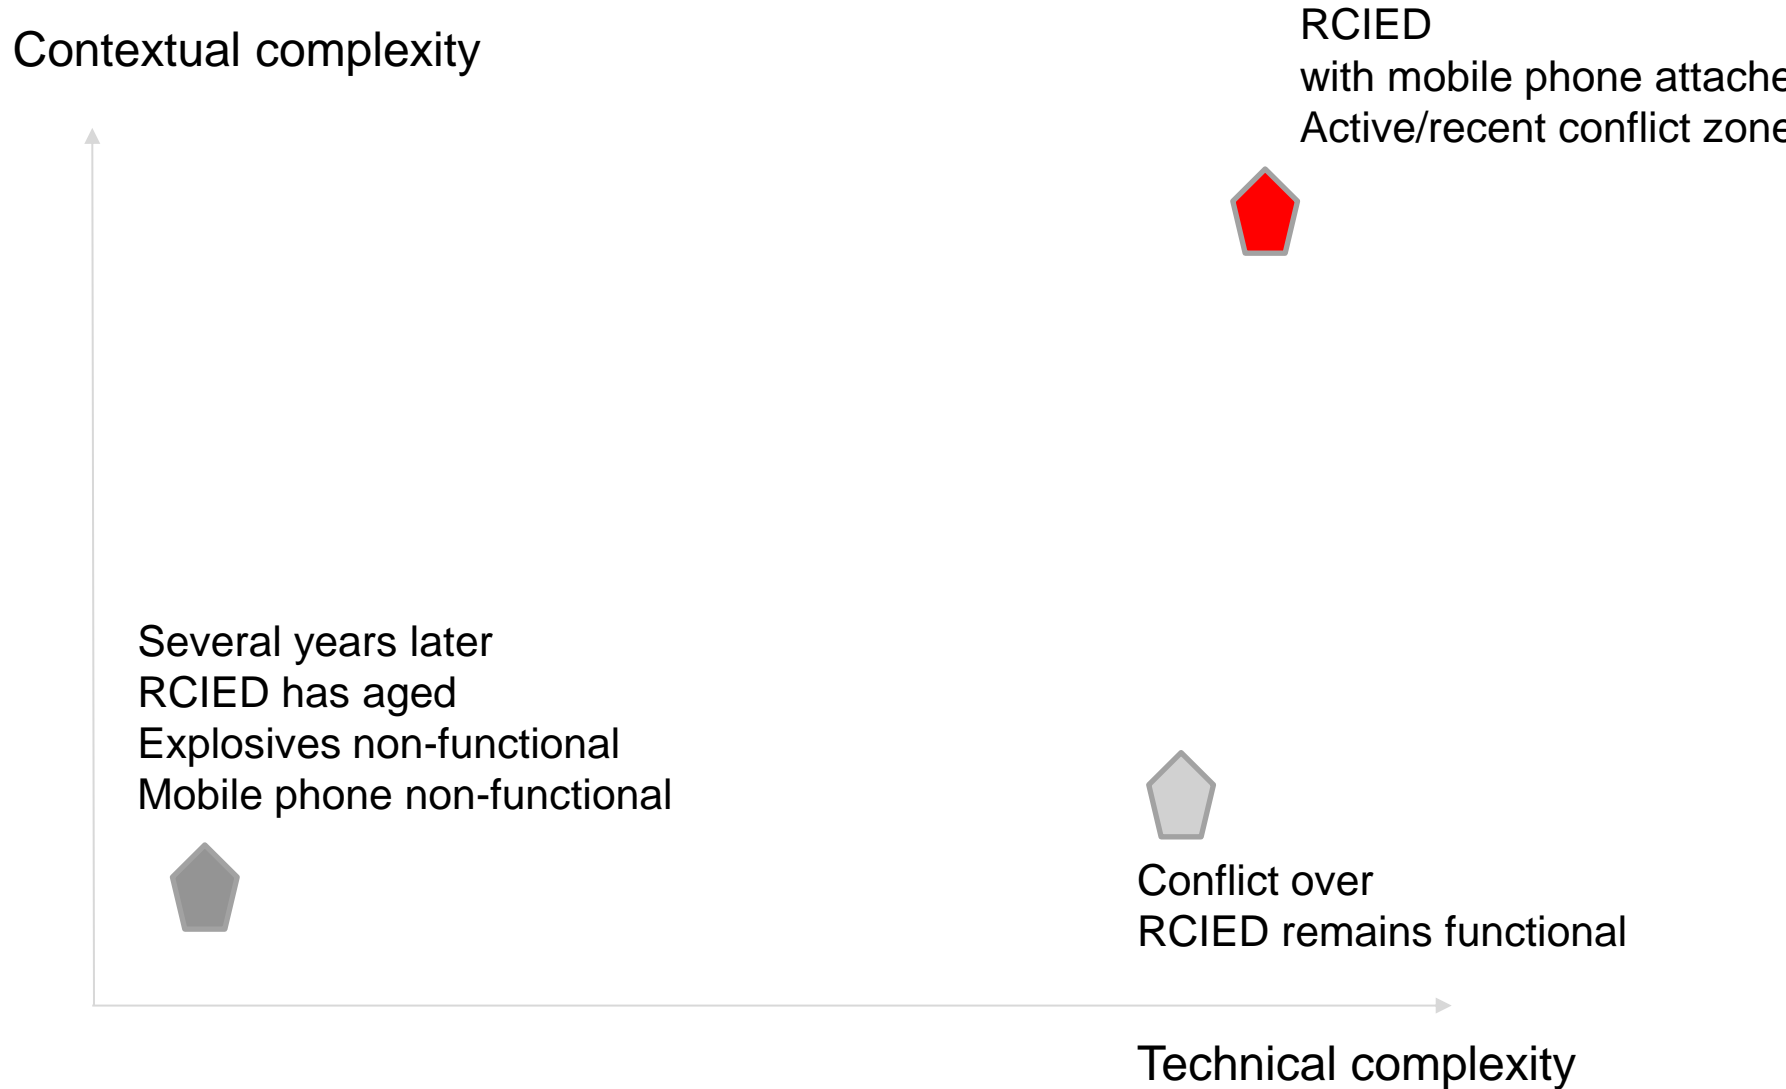 Contextual complexity
RCIED
with mobile phone attache
Active/recent conflict zone
Several years later
RCIED has aged
Explosives non-functional
Mobile phone non-functional
Conflict over
RCIED remains functional
Technical complexity